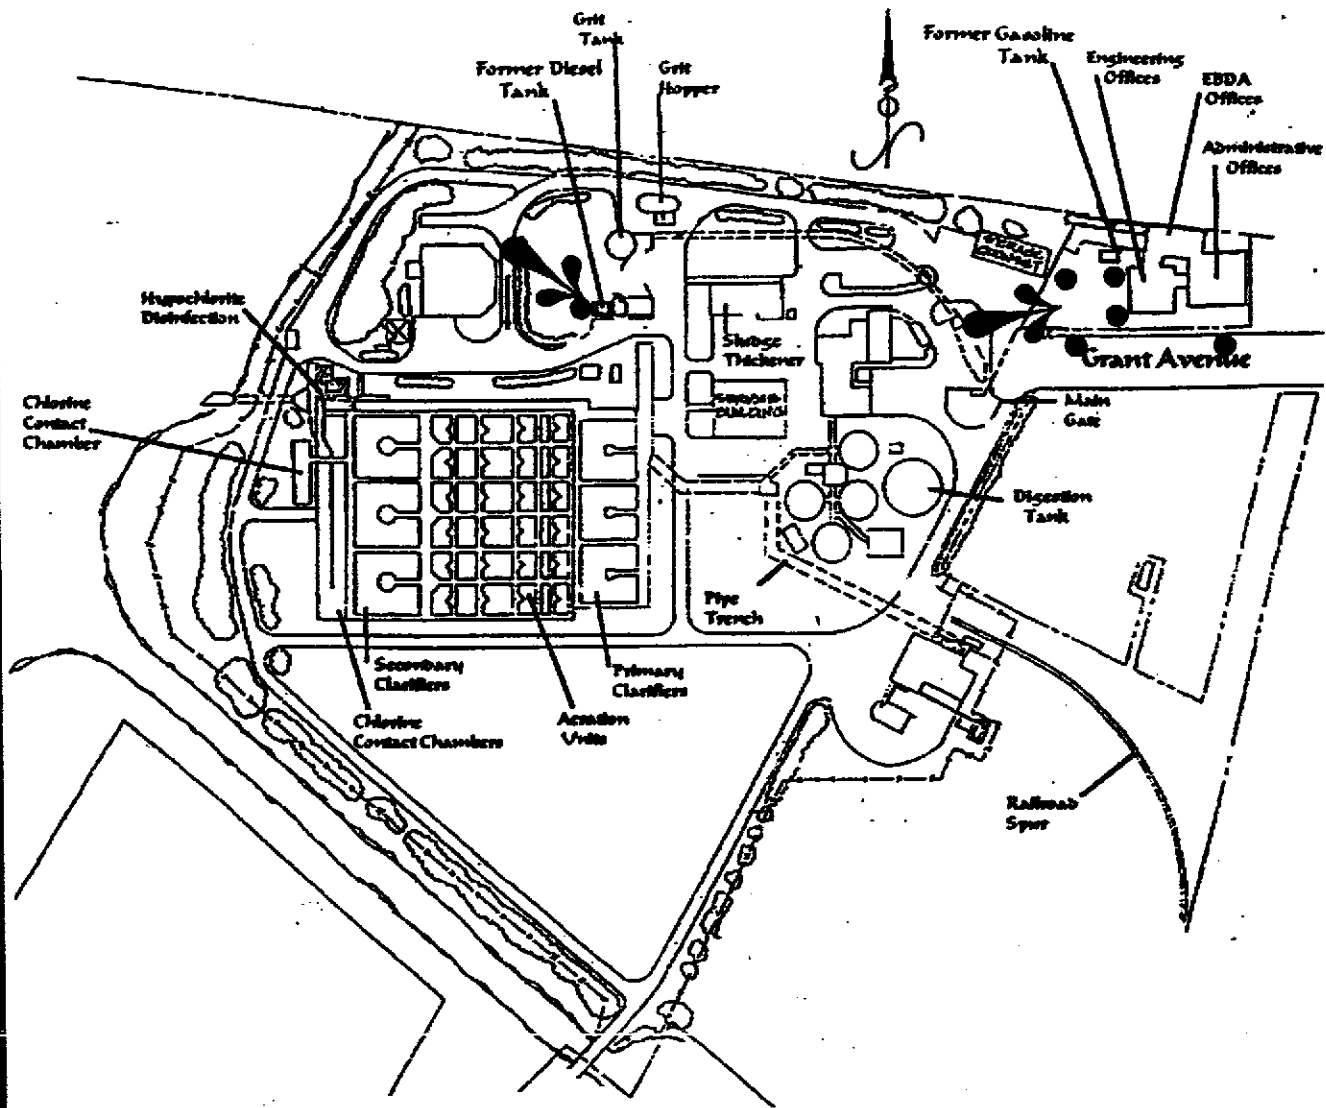 Grit
Tank
Former Diesel
Tank
Grit
Hopper
Former Gasoline
Tank
Engineering
Offices
EBDA
Offices
Administrative
Offices
Hypochlorite
Disinfection
Sludge
Thickener
Grant Avenue
Chlorine
Contact
Chamber
BUILDING
Main
Gate
Digestion
Tank
Pipe
Trench
Secondary
Clarifiers
Primary
Clarifiers
Chlorine
Contact Chambers
Aeration
Units
Railroad
Spur